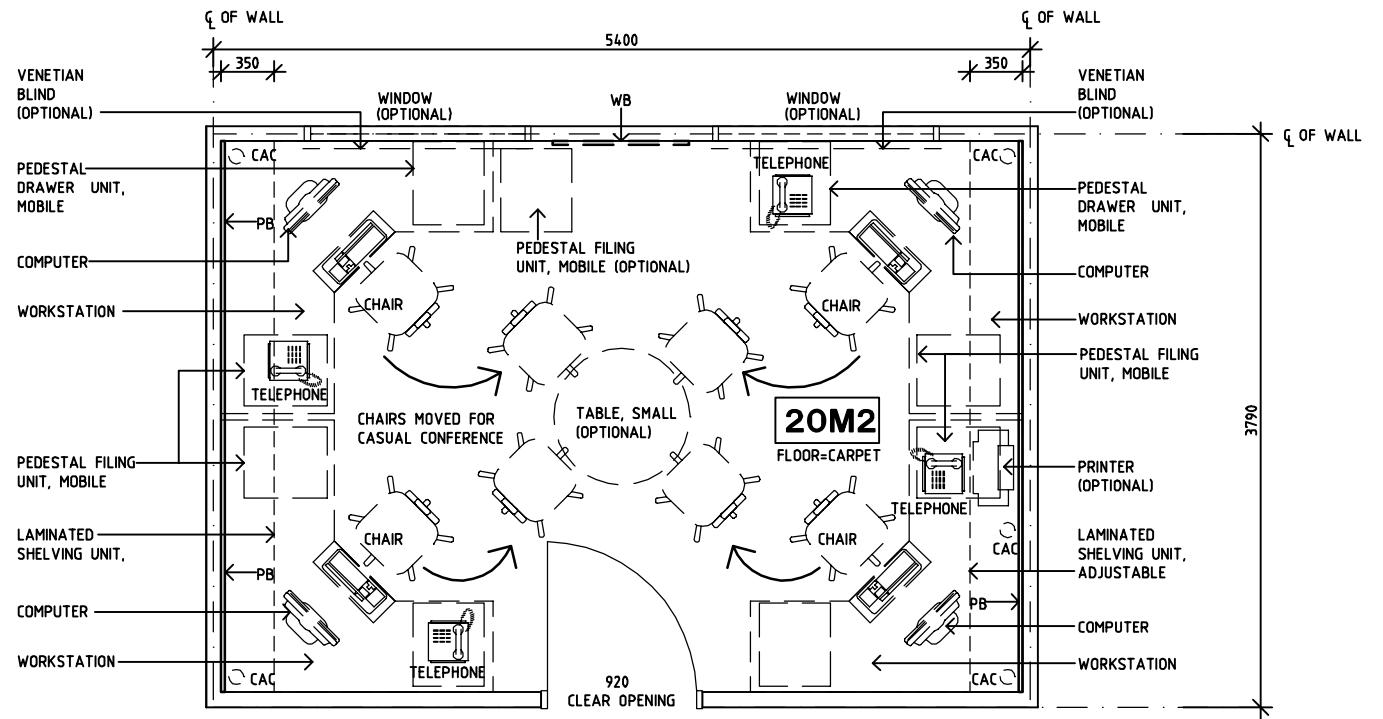 ℄ OF WALL
℄ OF WALL
5400
350
350
VENETIAN
BLIND
(OPTIONAL)
WINDOW
(OPTIONAL)
WB
WINDOW
(OPTIONAL)
VENETIAN
BLIND
(OPTIONAL)
℄ OF WALL
CAC
TELEPHONE
CAC
PEDESTAL
DRAWER UNIT,
MOBILE
PEDESTAL
DRAWER UNIT,
MOBILE
PB
PEDESTAL FILING
UNIT, MOBILE (OPTIONAL)
COMPUTER
COMPUTER
CHAIR
CHAIR
WORKSTATION
WORKSTATION
PEDESTAL FILING
UNIT, MOBILE
TELEPHONE
CHAIRS MOVED FOR
CASUAL CONFERENCE
TABLE, SMALL
(OPTIONAL)
20M2
FLOOR=CARPET
3790
PEDESTAL FILING
UNIT, MOBILE
PRINTER
(OPTIONAL)
TELEPHONE
LAMINATED
SHELVING UNIT,
CHAIR
CHAIR
CAC
LAMINATED
SHELVING UNIT,
ADJUSTABLE
PB
PB
COMPUTER
COMPUTER
WORKSTATION
WORKSTATION
TELEPHONE
CAC
920
CLEAR OPENING
CAC